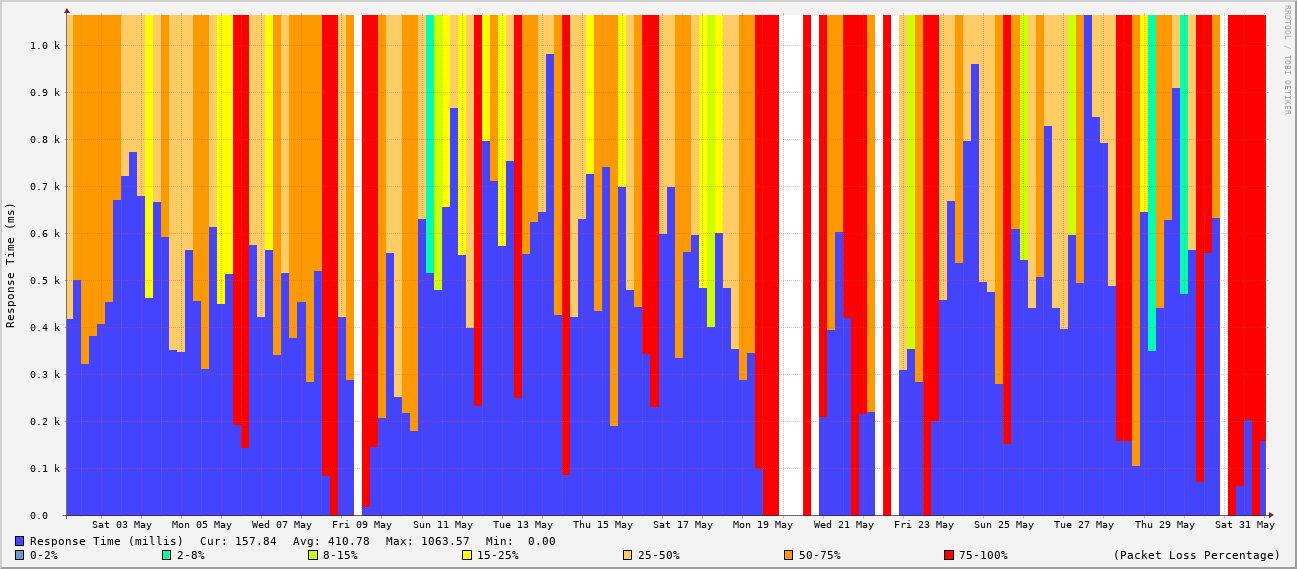 RRDTOOL / TOBI OETIKER
Response Time (ms)
1.0 k
0.9 k
0.8 k
0.7 k
0.6 k
0.5 k
0.4 k
0.3 k
0.2 k
0.1 k
0.0
Sat 03 May Mon 05 May Wed 07 May Fri 09 May Sun 11 May Tue 13 May Thu 15 May Sat 17 May Mon 19 May Wed 21 May Fri 23 May Sun 25 May Tue 27 May Thu 29 May Sat 31 May
Response Time (millis) Cur: 157.84 Avg: 410.78 Max: 1063.57 Min: 0.00
0-2% 2-8% 8-15% 15-25% 25-50% 50-75% 75-100% (Packet Loss Percentage)